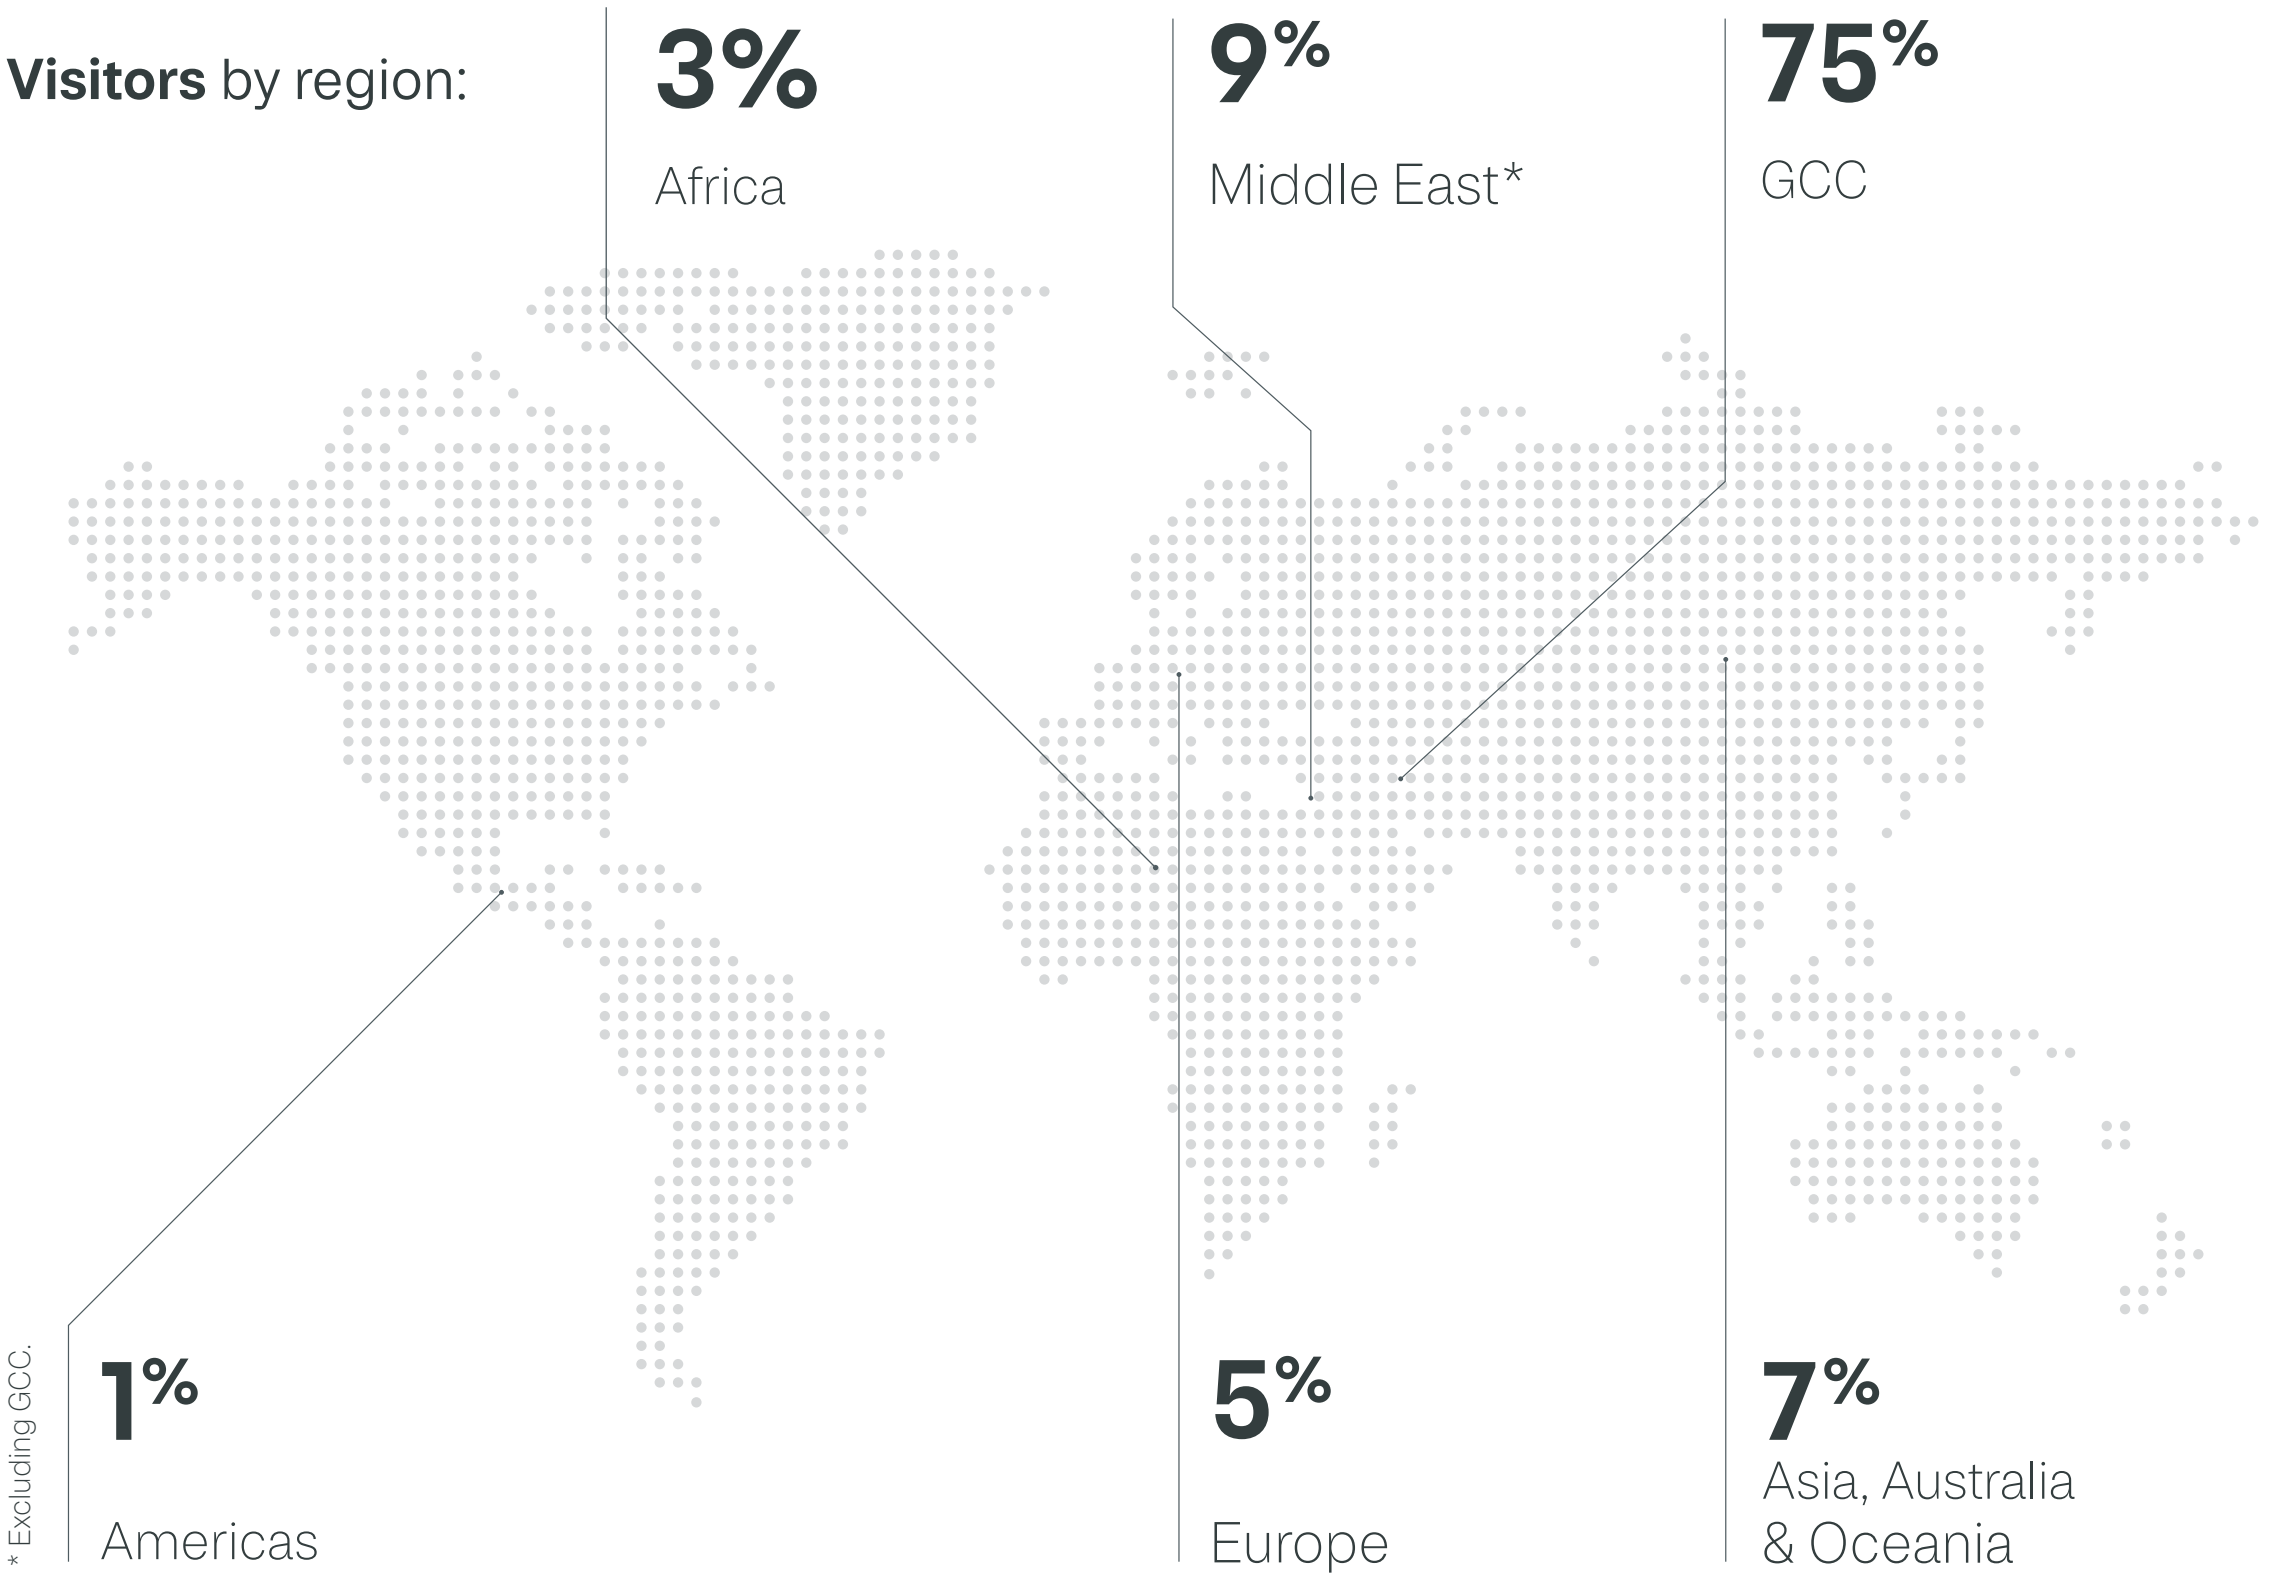 Visitors by region:
3%
Africa
9%
Middle East*
75%
GCC
1%
Americas
5%
Europe
7%
Asia, Australia
& Oceania
* Excluding GCC.